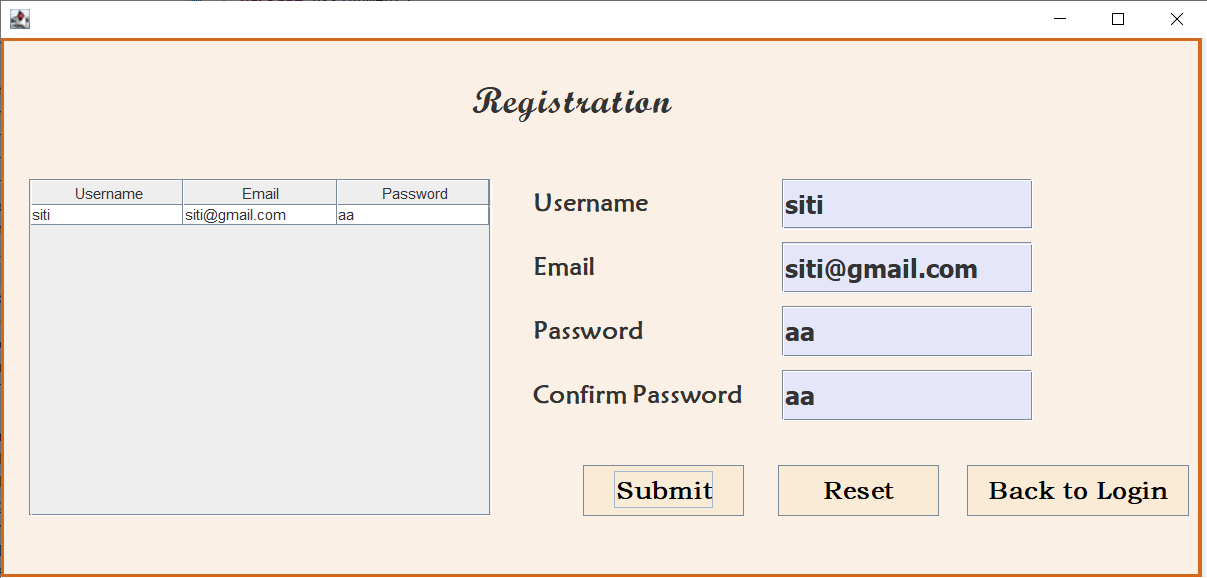 Registration
Username Email Password
siti siti@gmail.com aa
Username siti
Email siti@gmail.com
Password aa
Confirm Password aa
Submit Reset Back to Login